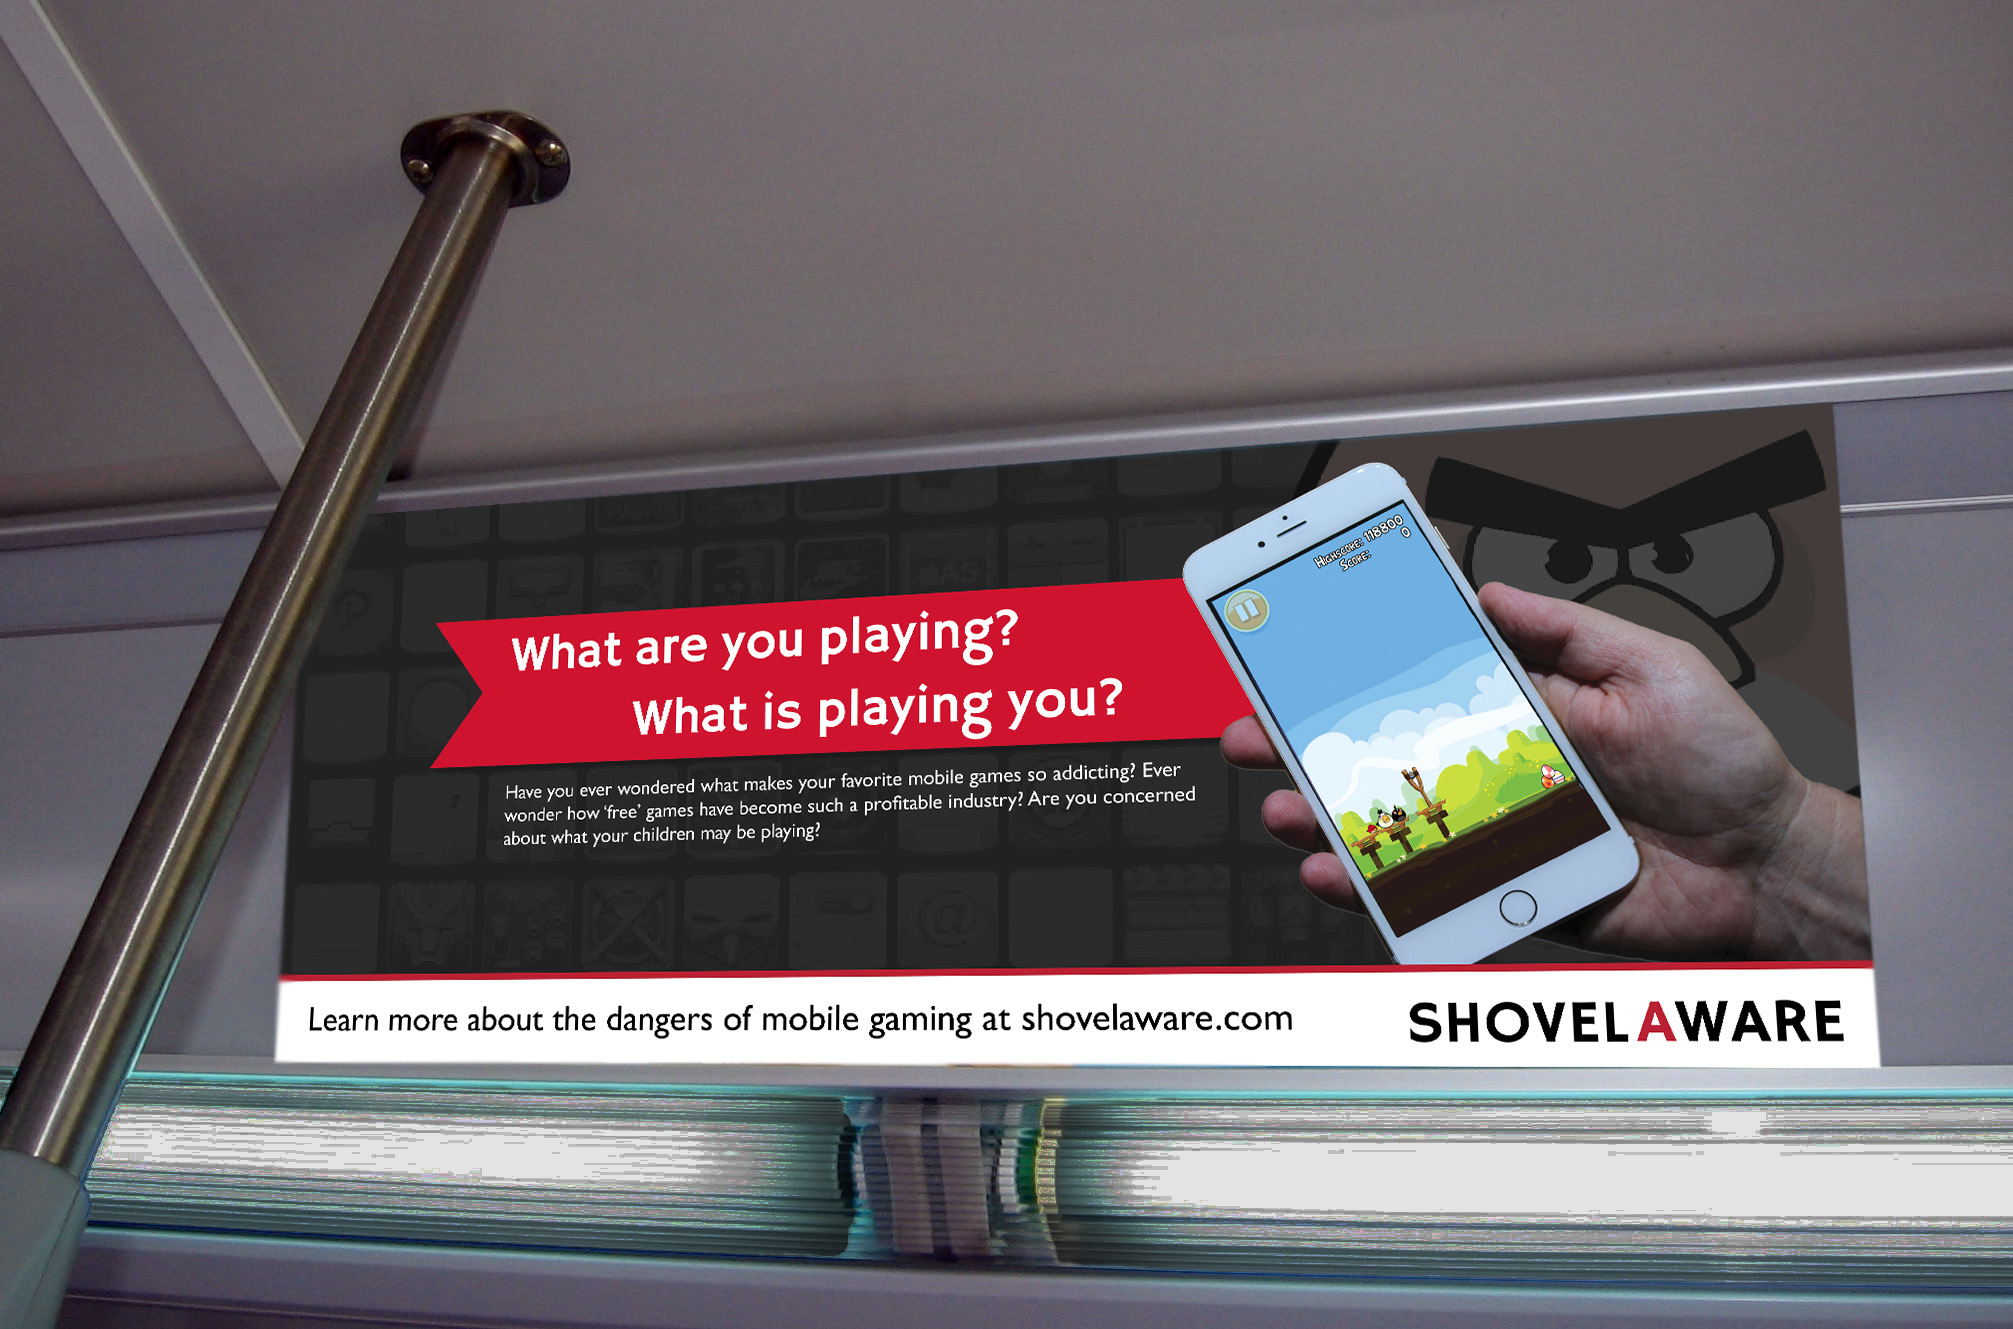 What are you playing?
What is playing you?
Have you ever wondered what makes your favorite mobile games so addicting? Ever
wonder how 'free' games have become such a profitable industry? Are you concerned
about what your children may be playing?
HIGHSCORE: 118800
SCORE: 0
@
Learn more about the dangers of mobile gaming at shovelaware.com
SHOVELAWARE